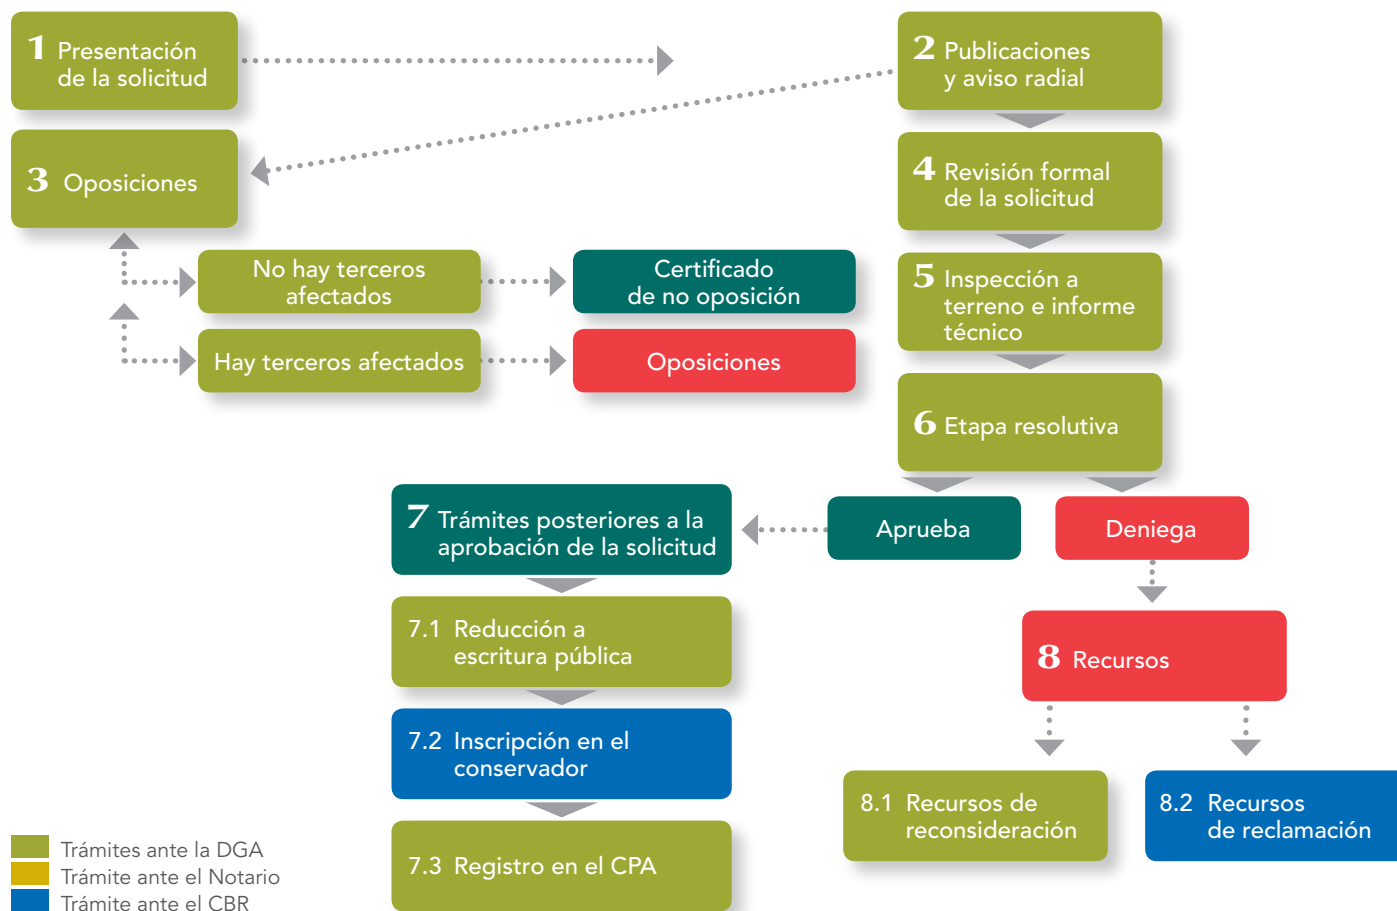 1 Presentación
de la solicitud
2 Publicaciones
y aviso radial
3 Oposiciones
4 Revisión formal
de la solicitud
No hay terceros
afectados
Certificado
de no oposición
5 Inspección a
terreno e informe
técnico
Hay terceros afectados
Oposiciones
6 Etapa resolutiva
7 Trámites posteriores a la
aprobación de la solicitud
Aprueba
Deniega
7.1 Reducción a
escritura pública
8 Recursos
7.2 Inscripción en el
conservador
8.1 Recursos de
reconsideración
8.2 Recursos
de reclamación
7.3 Registro en el CPA
Trámites ante la DGA
Trámite ante el Notario
Trámite ante el CBR